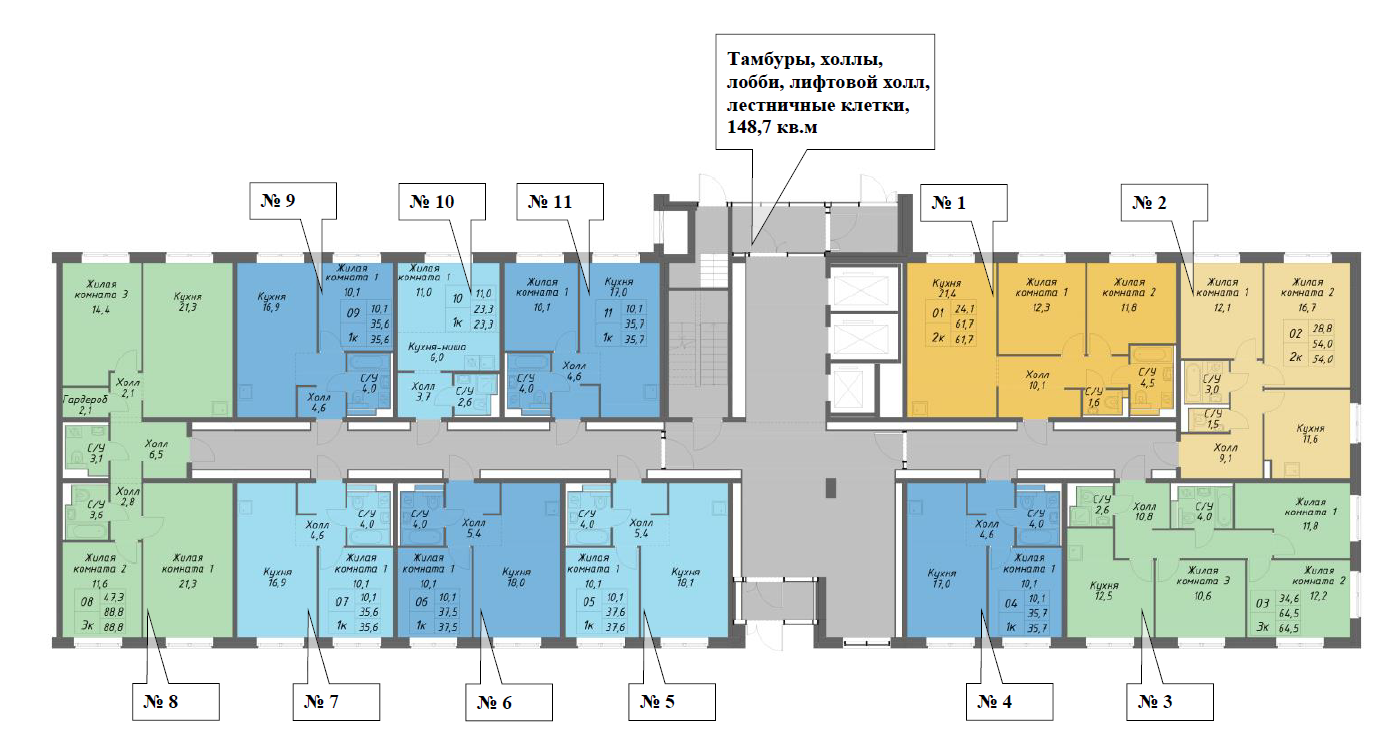 Тамбуры, холлы,
лобби, лифтовой холл,
лестничные клетки,
148,7 кв.м
№ 9
№ 10
№ 11
№ 1
№ 2
Жилая
комната 3
14,4
Кухня
21,3
Холл
2,1
Гардероб
2,1
С/У
3,1
Холл
6,5
Холл
2,8
С/У
3,6
Жилая
комната 2
11,6
Жилая
комната 1
21,3
08
3к
47,3
88,8
88,8
Кухня
16,9
Жилая
комната 1
10,1
09
1к
10,1
35,6
35,6
С/У
4,0
Холл
4,6
Жилая
комната 1
11,0
10
1к
11,0
23,3
23,3
Кухня-ниша
6,0
Холл
3,7
С/У
2,6
Жилая
комната 1
10,1
Кухня
17,0
11
1к
10,1
35,7
35,7
С/У
4,0
Холл
4,6
Кухня
21,4
01
2к
24,1
61,7
61,7
Жилая
комната 1
12,3
Жилая
комната 2
11,8
Холл
10,1
С/У
1,6
С/У
4,5
Жилая
комната 1
12,1
Жилая
комната 2
16,7
02
2к
28,8
54,0
54,0
С/У
3,0
С/У
1,5
Холл
9,1
Кухня
11,6
Кухня
16,9
Холл
4,6
С/У
4,0
Жилая
комната 1
10,1
07
1к
10,1
35,6
35,6
С/У
4,0
Холл
5,4
Жилая
комната 1
10,1
06
1к
10,1
37,5
37,5
Кухня
18,0
С/У
4,0
Холл
5,4
Жилая
комната 1
10,1
05
1к
10,1
37,6
37,6
Кухня
18,1
Кухня
17,0
Холл
4,6
С/У
4,0
Жилая
комната 1
10,1
04
1к
10,1
35,7
35,7
С/У
2,6
Холл
10,8
С/У
4,0
Жилая
комната 1
11,8
Кухня
12,5
Жилая
комната 3
10,6
Жилая
комната 2
12,2
03
3к
34,6
64,5
64,5
№ 8
№ 7
№ 6
№ 5
№ 4
№ 3